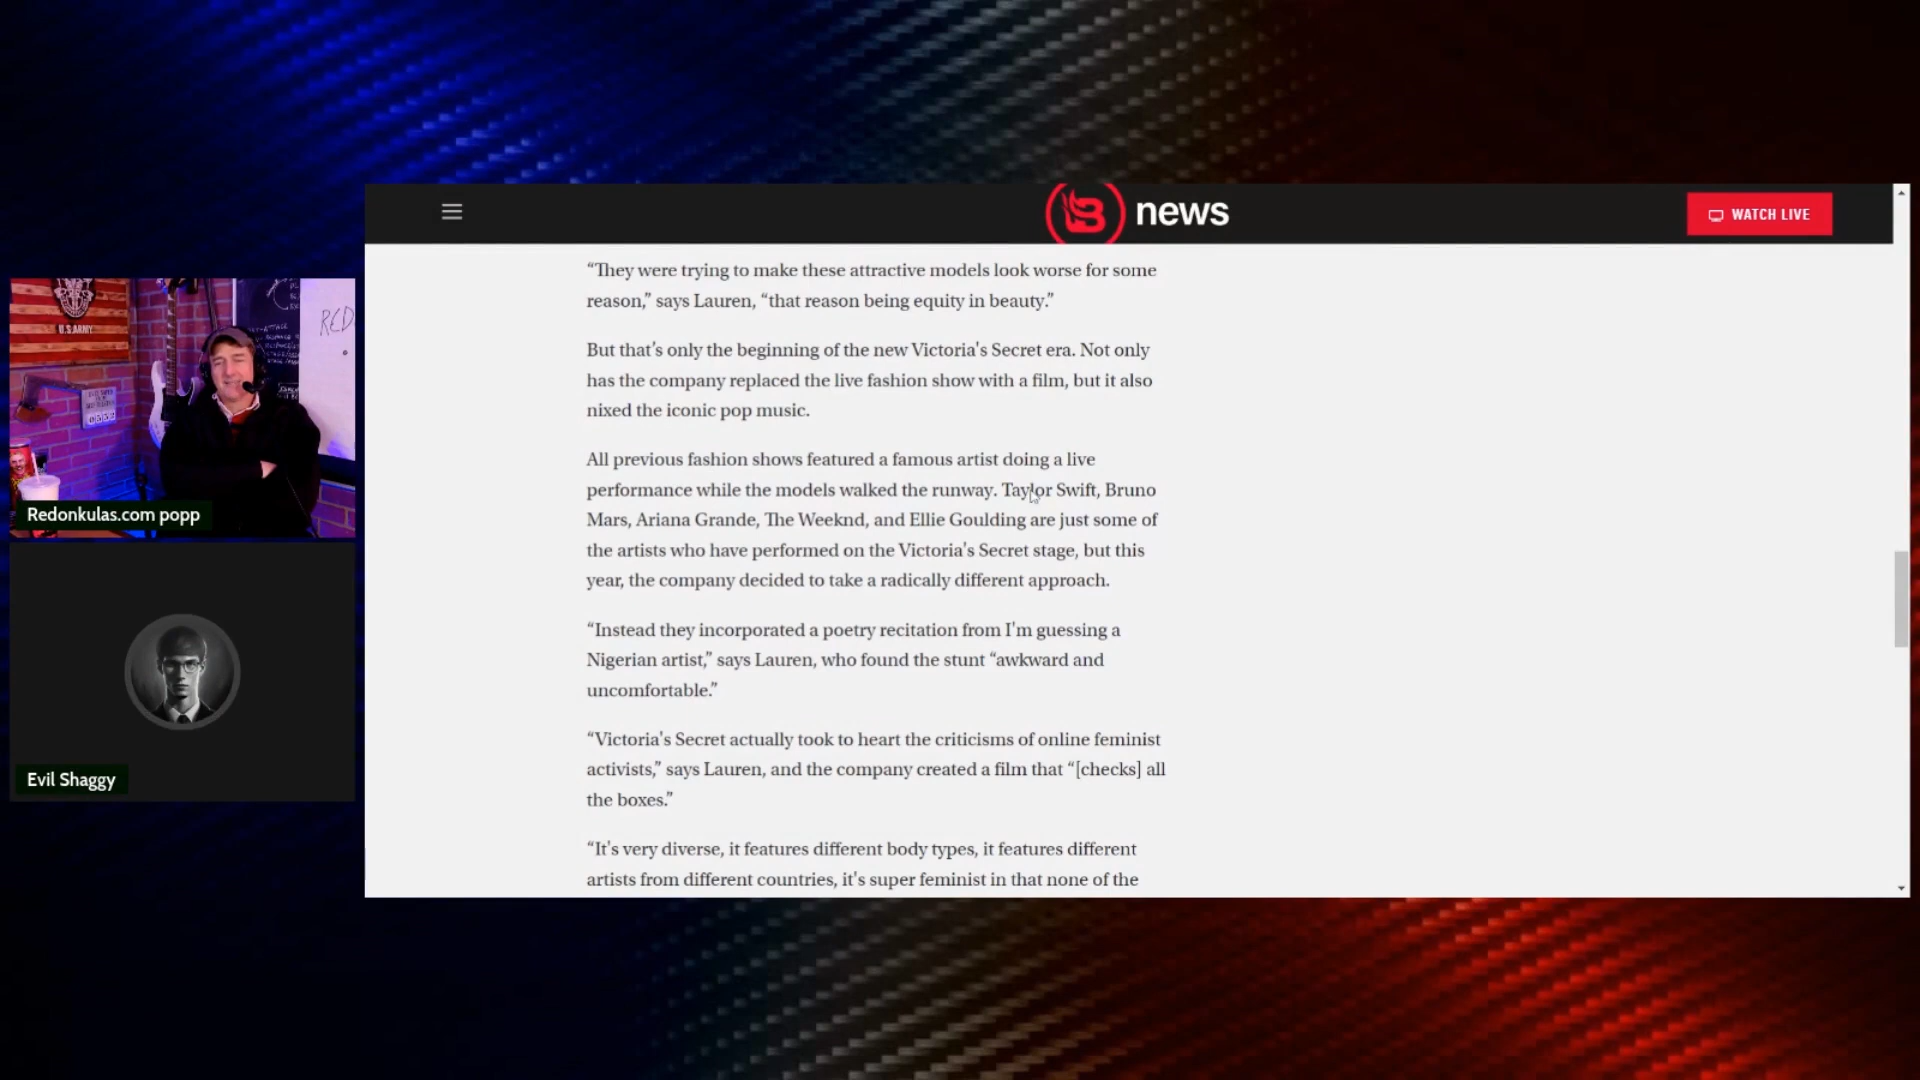 news
WATCH LIVE
“They were trying to make these attractive models look worse for some
reason,” says Lauren, “that reason being equity in beauty.”
But that’s only the beginning of the new Victoria's Secret era. Not only
has the company replaced the live fashion show with a film, but it also
nixed the iconic pop music.
All previous fashion shows featured a famous artist doing a live
performance while the models walked the runway. Taylor Swift, Bruno
Mars, Ariana Grande, The Weeknd, and Ellie Goulding are just some of
the artists who have performed on the Victoria's Secret stage, but this
year, the company decided to take a radically different approach.
“Instead they incorporated a poetry recitation from I'm guessing a
Nigerian artist,” says Lauren, who found the stunt “awkward and
uncomfortable.”
“Victoria's Secret actually took to heart the criticisms of online feminist
activists,” says Lauren, and the company created a film that “[checks] all
the boxes.”
“It's very diverse, it features different body types, it features different
artists from different countries, it's super feminist in that none of the
U.S. ARMY
RED
Redonkulas.com popp
Evil Shaggy